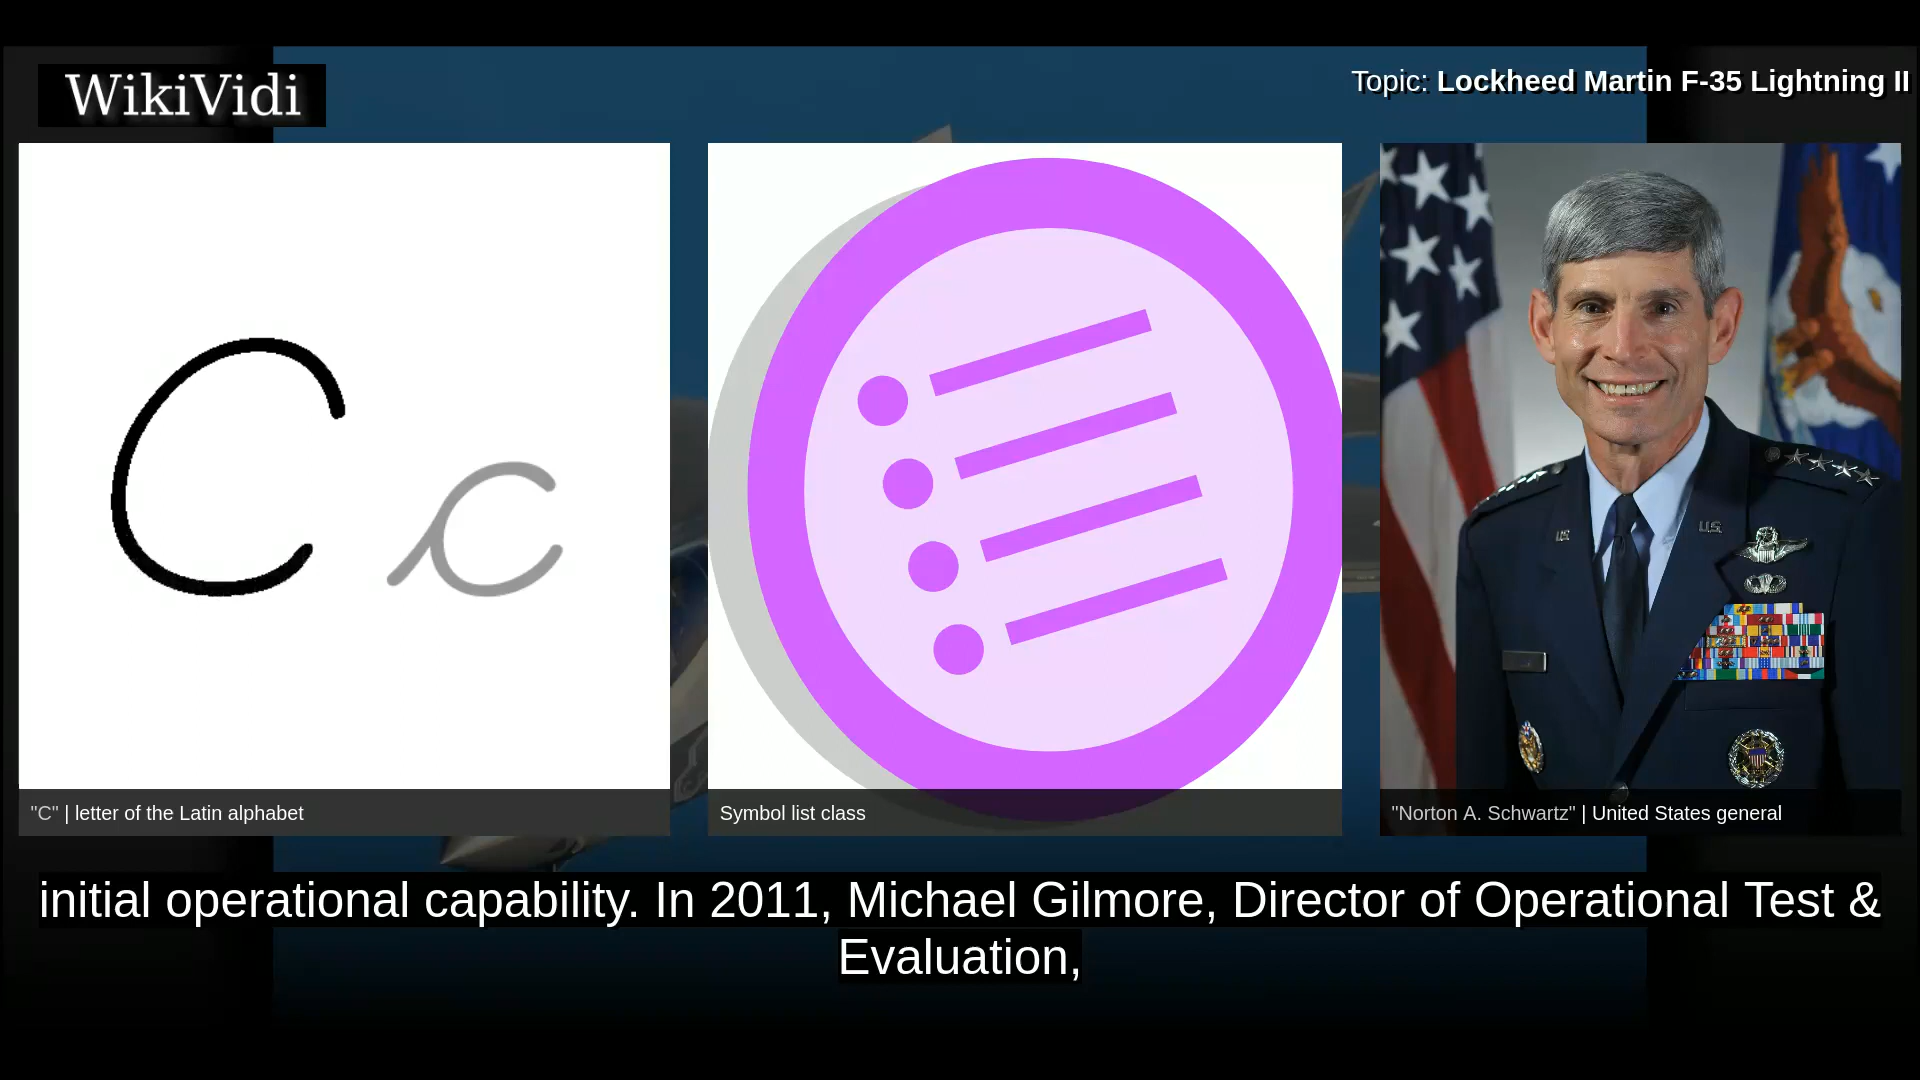 WikiVidi
Topic: Lockheed Martin F-35 Lightning II
C c
U.S.
U.S.
"C" | letter of the Latin alphabet
Symbol list class
"Norton A. Schwartz" | United States general
initial operational capability. In 2011, Michael Gilmore, Director of Operational Test &
Evaluation,